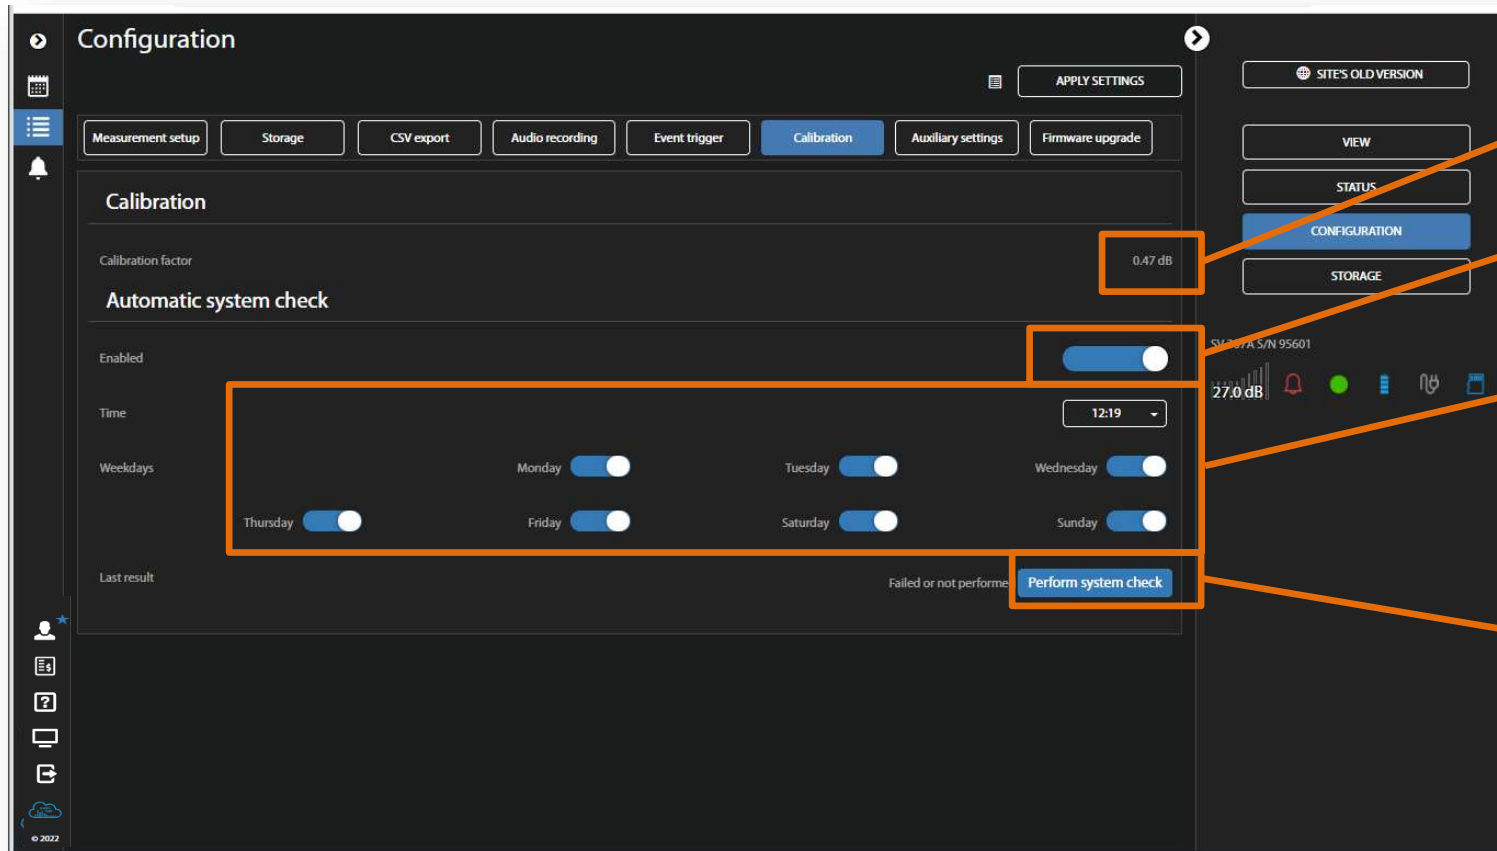 Configuration
SITE'S OLD VERSION
APPLY SETTINGS
Measurement setup
Storage
CSV export
Audio recording
Event trigger
Calibration
Auxiliary settings
Firmware upgrade
VIEW
STATUS
CONFIGURATION
STORAGE
Calibration
Calibration factor
0.47 dB
Automatic system check
Enabled
S/N 95601
27.0 dB
Time
12:19
Weekdays
Monday
Tuesday
Wednesday
Thursday
Friday
Saturday
Sunday
Last result
Failed or not performe
Perform system check
© 2022